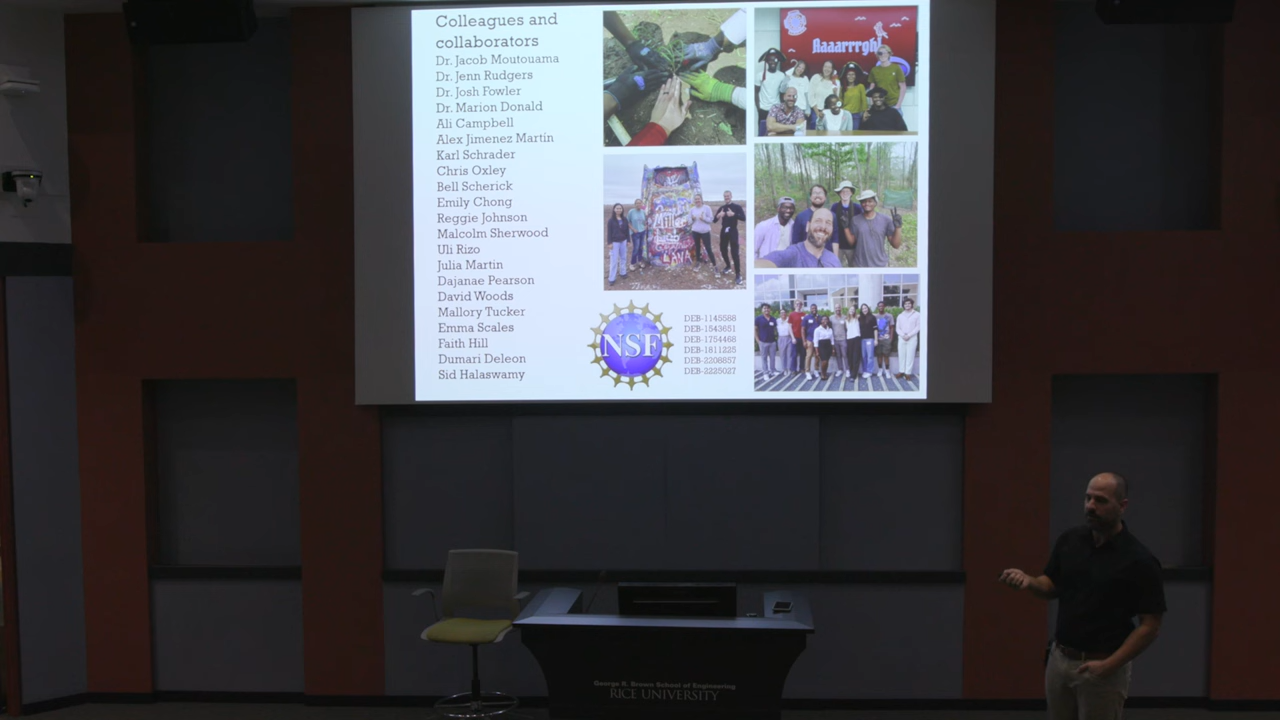 Colleagues and
collaborators
Dr. Jacob Moutouama
Dr. Jenn Rudgers
Dr. Josh Fowler
Dr. Marion Donald
Ali Campbell
Alex Jimenez Martin
Karl Schrader
Chris Oxley
Bell Scherick
Emily Chong
Reggie Johnson
Malcolm Sherwood
Uli Rizo
Julia Martin
Dajanae Pearson
David Woods
Mallory Tucker
Emma Scales
Faith Hill
Dumari Deleon
Sid Halaswamy
Aaaarrrgh!
NSF
DEB-1145588
DEB-1543651
DEB-1754468
DEB-1811225
DEB-2208857
DEB-2225027
George R. Brown School of Engineering
RICE UNIVERSITY